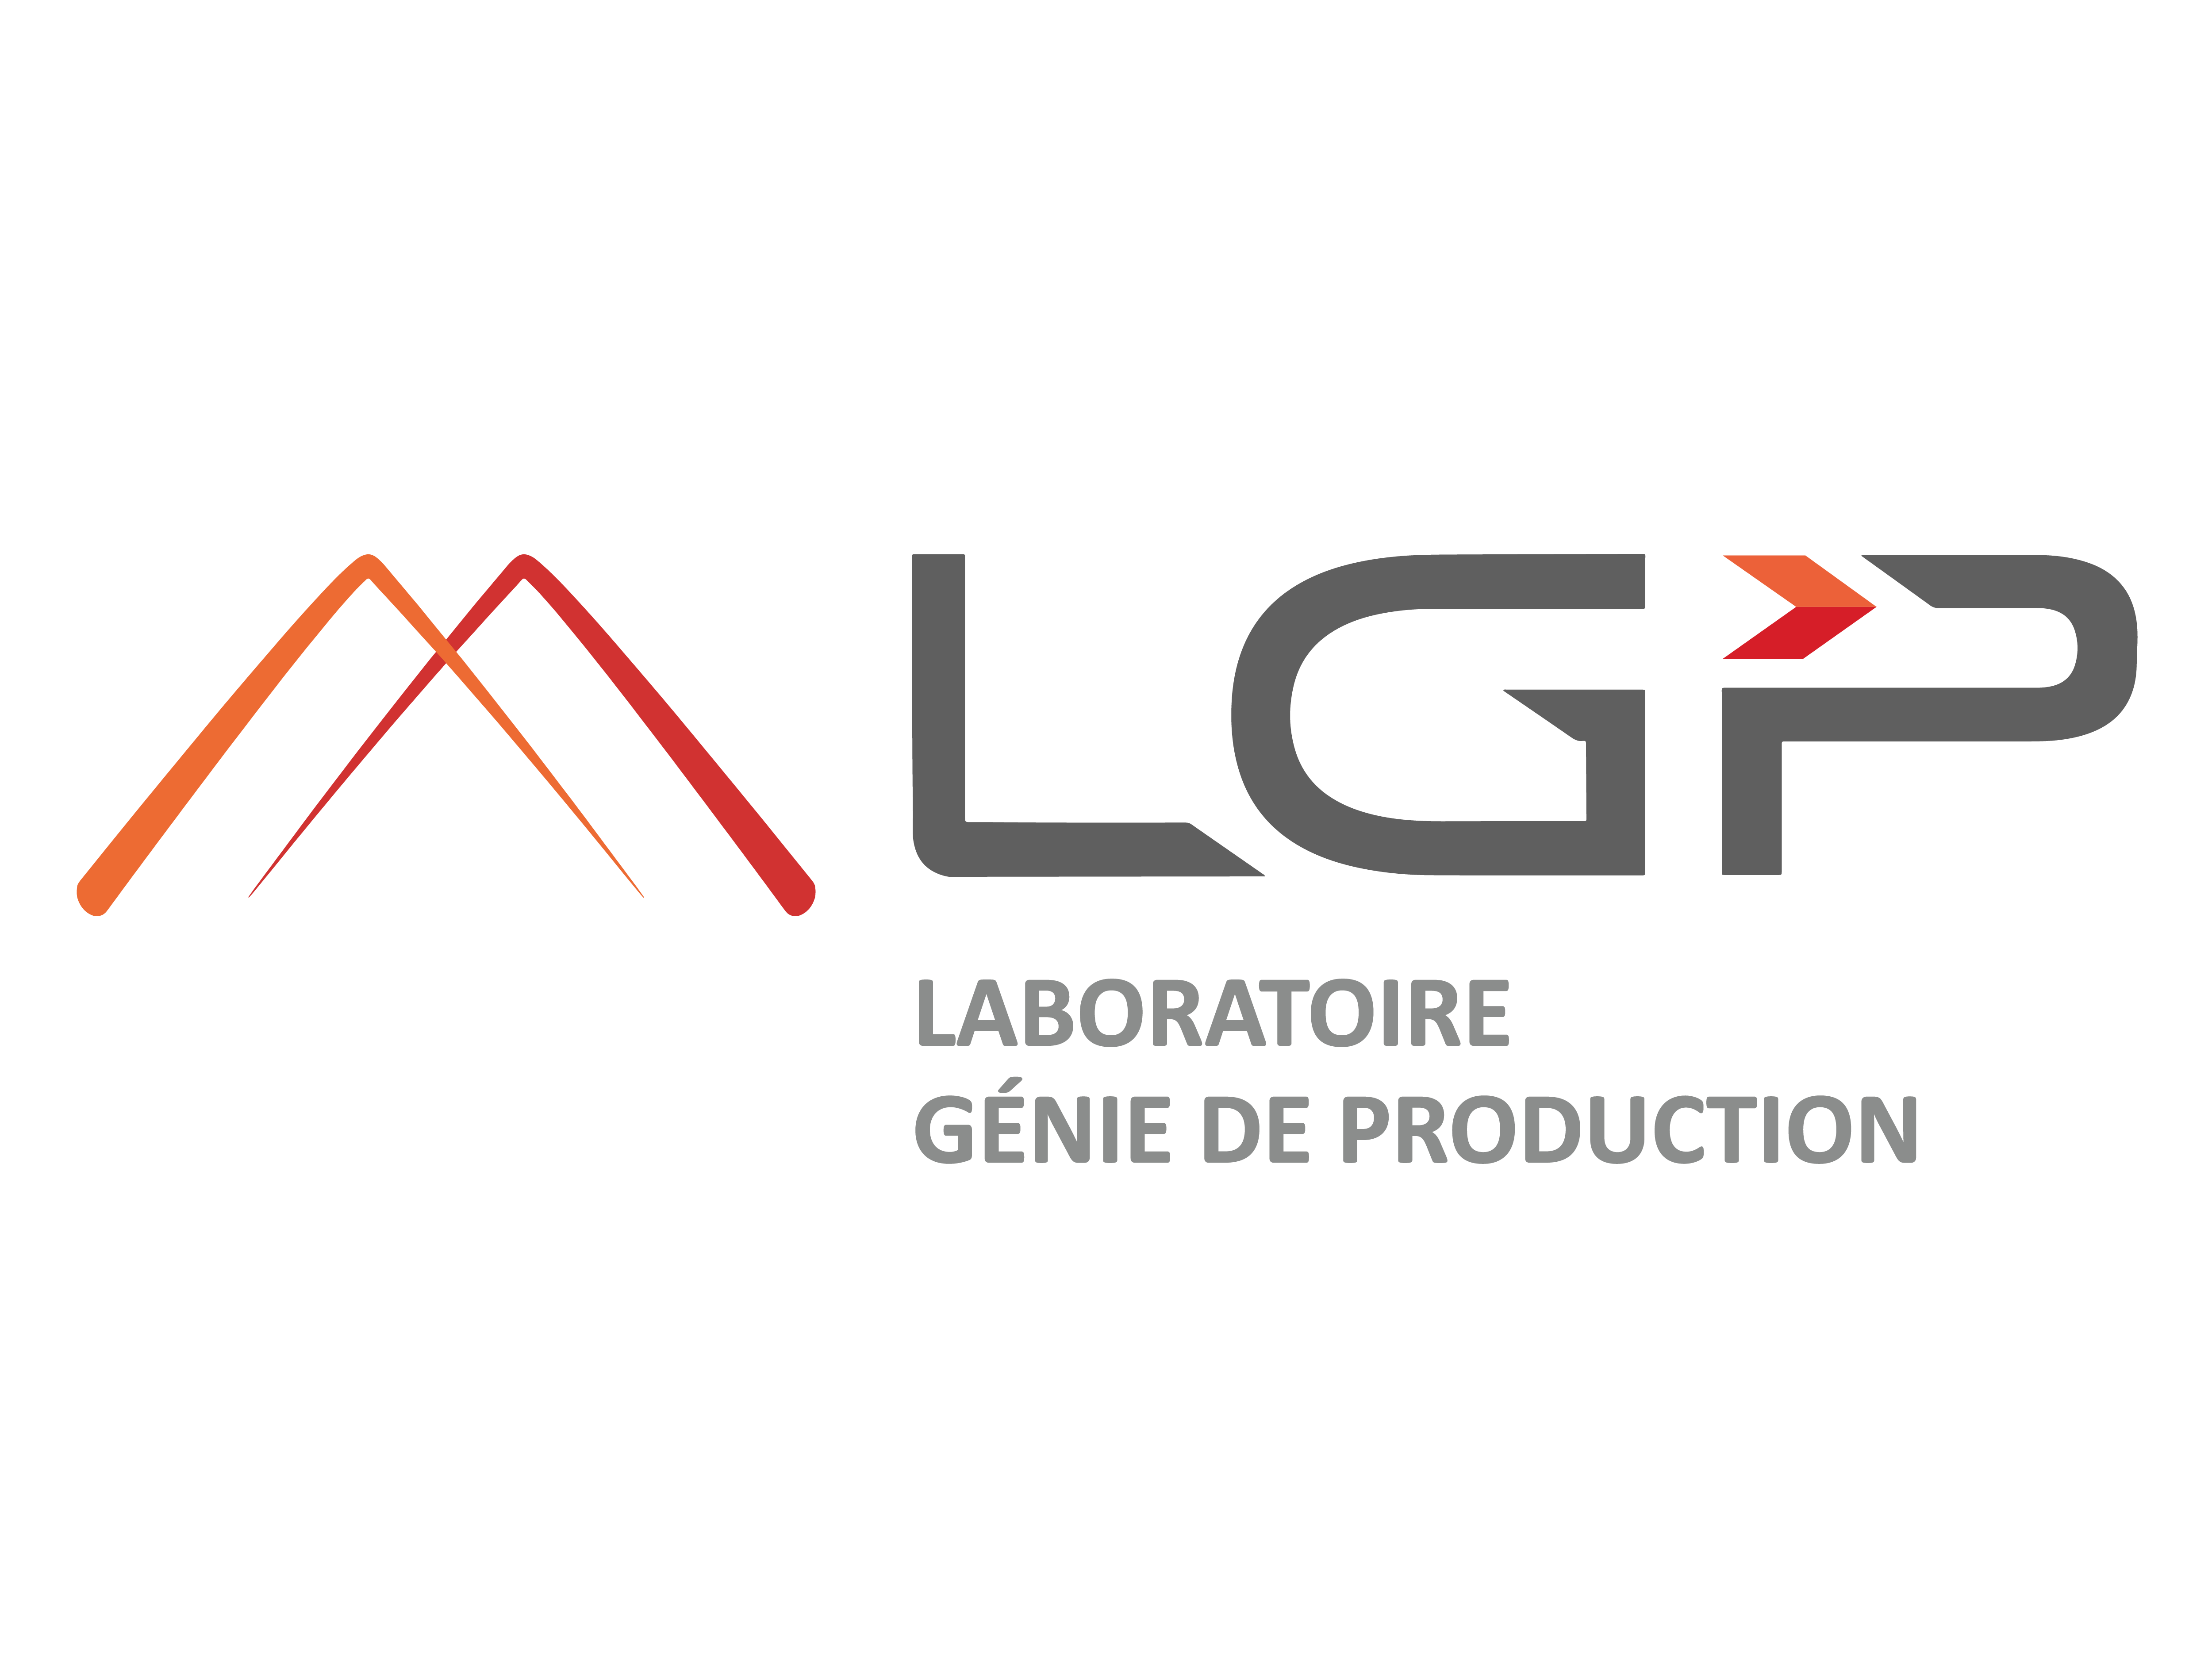 LGP
LABORATOIRE
GÉNIE DE PRODUCTION